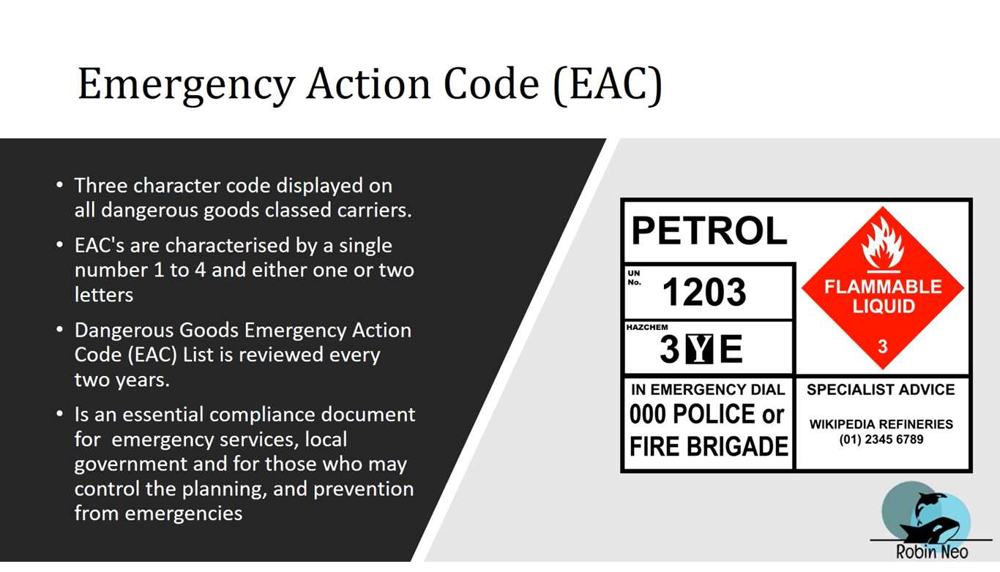 Emergency Action Code (EAC)
• Three character code displayed on
all dangerous goods classed carriers.
• EAC's are characterised by a single
number 1 to 4 and either one or two
letters
• Dangerous Goods Emergency Action
Code (EAC) List is reviewed every
two years.
• Is an essential compliance document
for  emergency services, local
government and for those who may
control the planning, and prevention
from emergencies
PETROL
UN
No.
1203
HAZCHEM
3YE
IN EMERGENCY DIAL
000 POLICE or
FIRE BRIGADE
FLAMMABLE
LIQUID
3
SPECIALIST ADVICE
WIKIPEDIA REFINERIES
(01) 2345 6789
Robin Neo